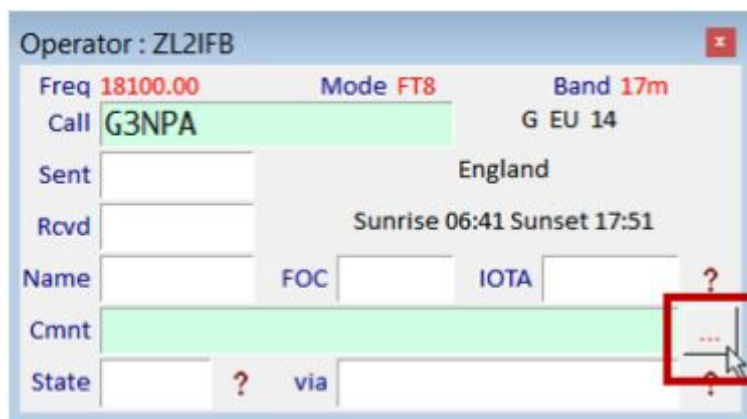 Operator : ZL2IFB x
Freq 18100.00 Mode FT8 Band 17m
Call G3NPA G EU 14
Sent England
Rcvd Sunrise 06:41 Sunset 17:51
Name FOC IOTA ?
Cmnt ...
State ? via ?